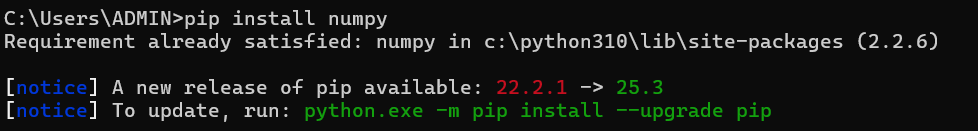 C:\Users\ADMIN>pip install numpy
Requirement already satisfied: numpy in c:\python310\lib\site-packages (2.2.6)
[notice] A new release of pip available: 22.2.1 -> 25.3
[notice] To update, run: python.exe -m pip install --upgrade pip